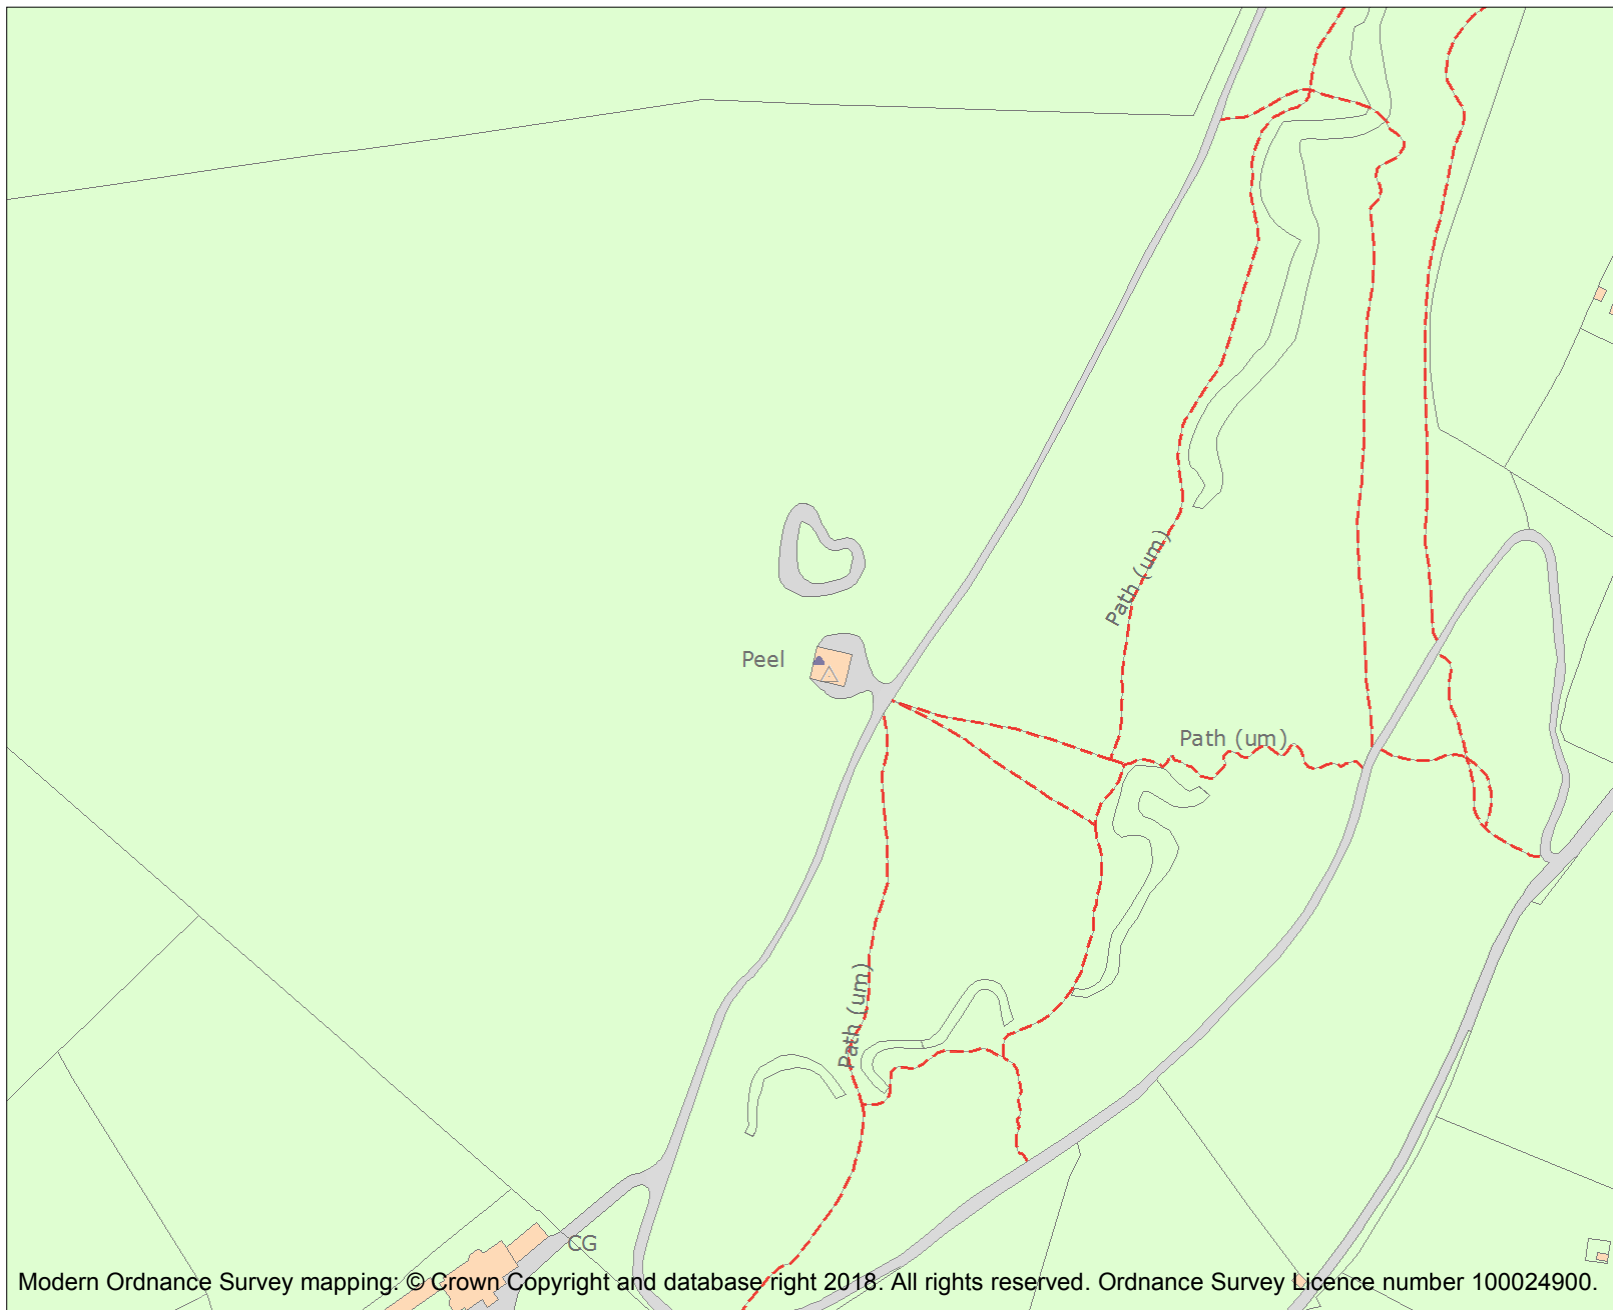 Path (um)
Peel
Path (um)
Path (um)
CG
Modern Ordnance Survey mapping: © Crown Copyright and database right 2018. All rights reserved. Ordnance Survey Licence number 100024900.